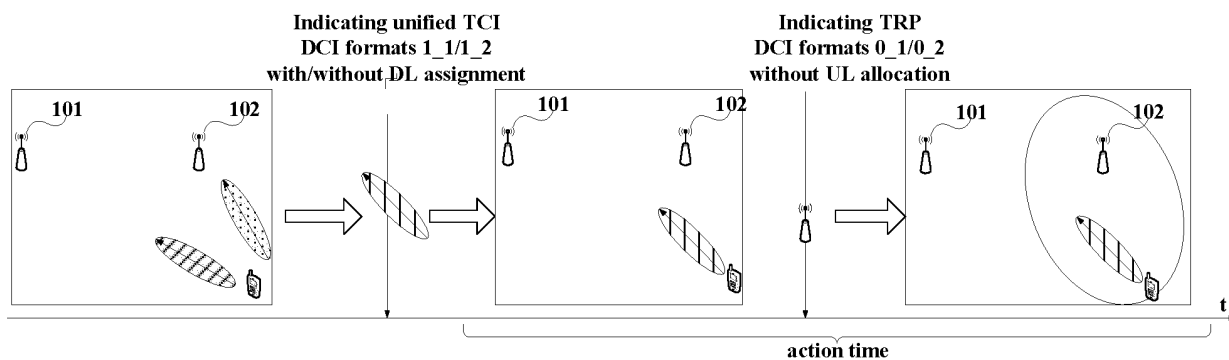 Indicating unified TCI
DCI formats 1_1/1_2
with/without DL assignment
Indicating TRP
DCI formats 0_1/0_2
without UL allocation
101
102
101
102
101
102
t
action time